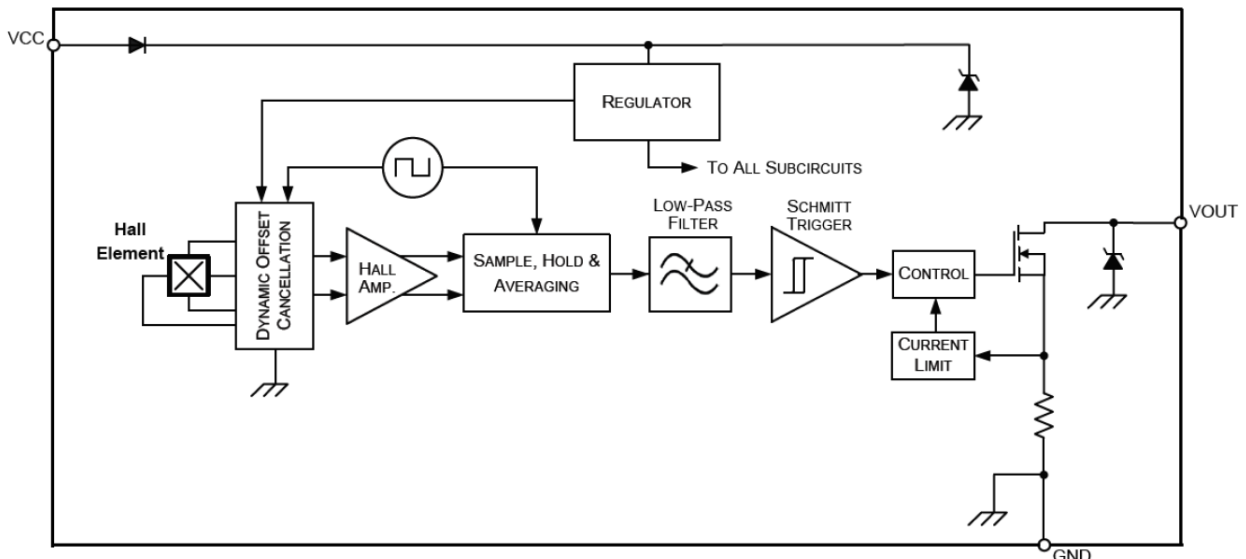 VCC
REGULATOR
TO ALL SUBCIRCUITS
Hall
Element
DYNAMIC OFFSET
CANCELLATION
HALL
AMP.
SAMPLE, HOLD &
AVERAGING
LOW-PASS
FILTER
SCHMITT
TRIGGER
CONTROL
CURRENT
LIMIT
VOUT
GND